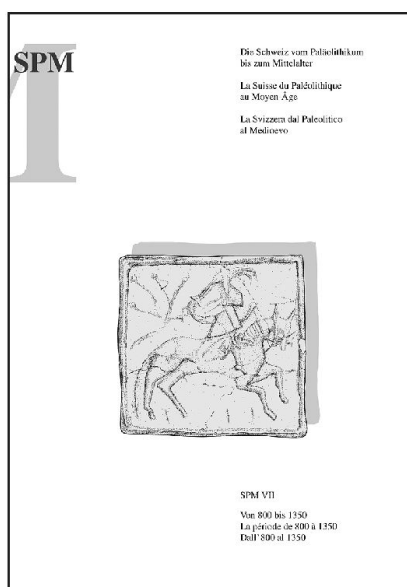 SPM
Die Schweiz vom Paläolithikum
bis zum Mittelalter
La Suisse du Paléolithique
au Moyen Âge
La Svizzera dal Paleolitico
al Medioevo
SPM VII
Von 800 bis 1350
La période de 800 à 1350
Dall'800 al 1350